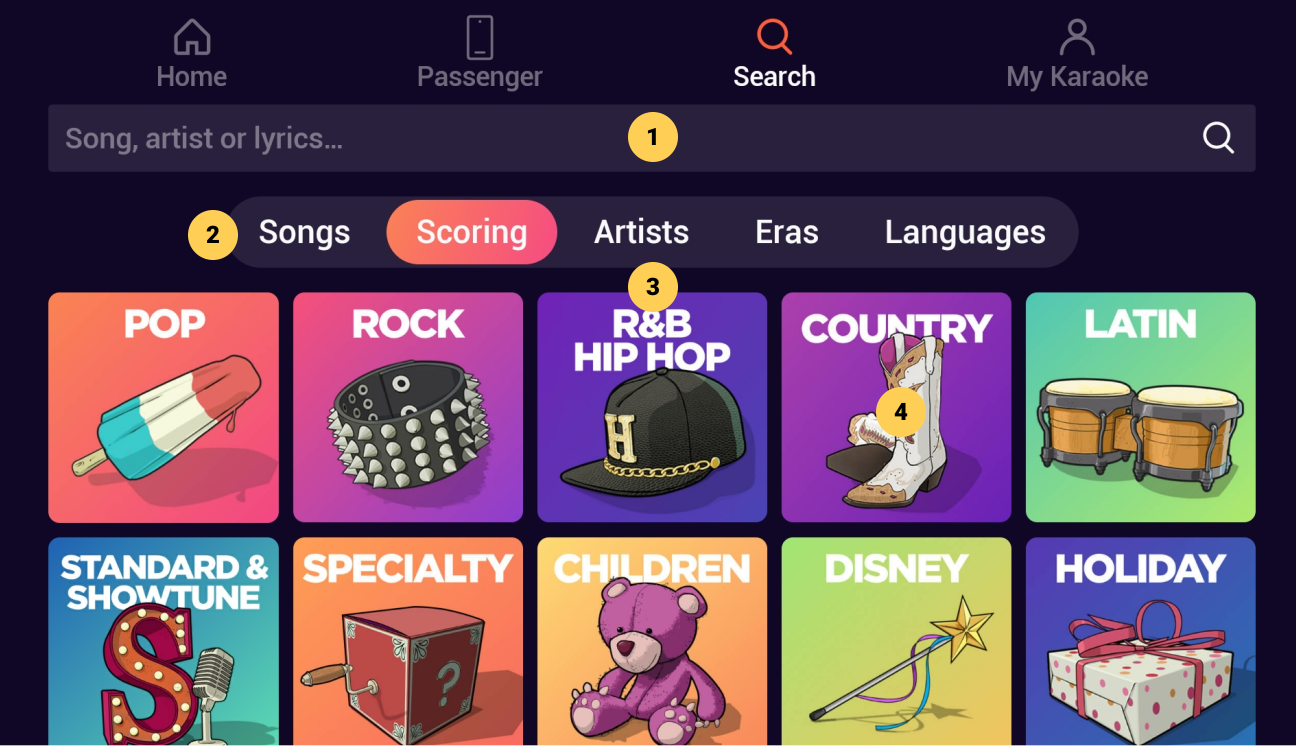 Home
Passenger
Search
My Karaoke
Song, artist or lyrics...
1
2
Songs
Scoring
Artists
Eras
Languages
3
POP
ROCK
R&B
HIP HOP
COUNTRY
LATIN
H
4
STANDARD &
SHOWTUNE
SPECIALTY
CHILDREN
DISNEY
HOLIDAY
S
?